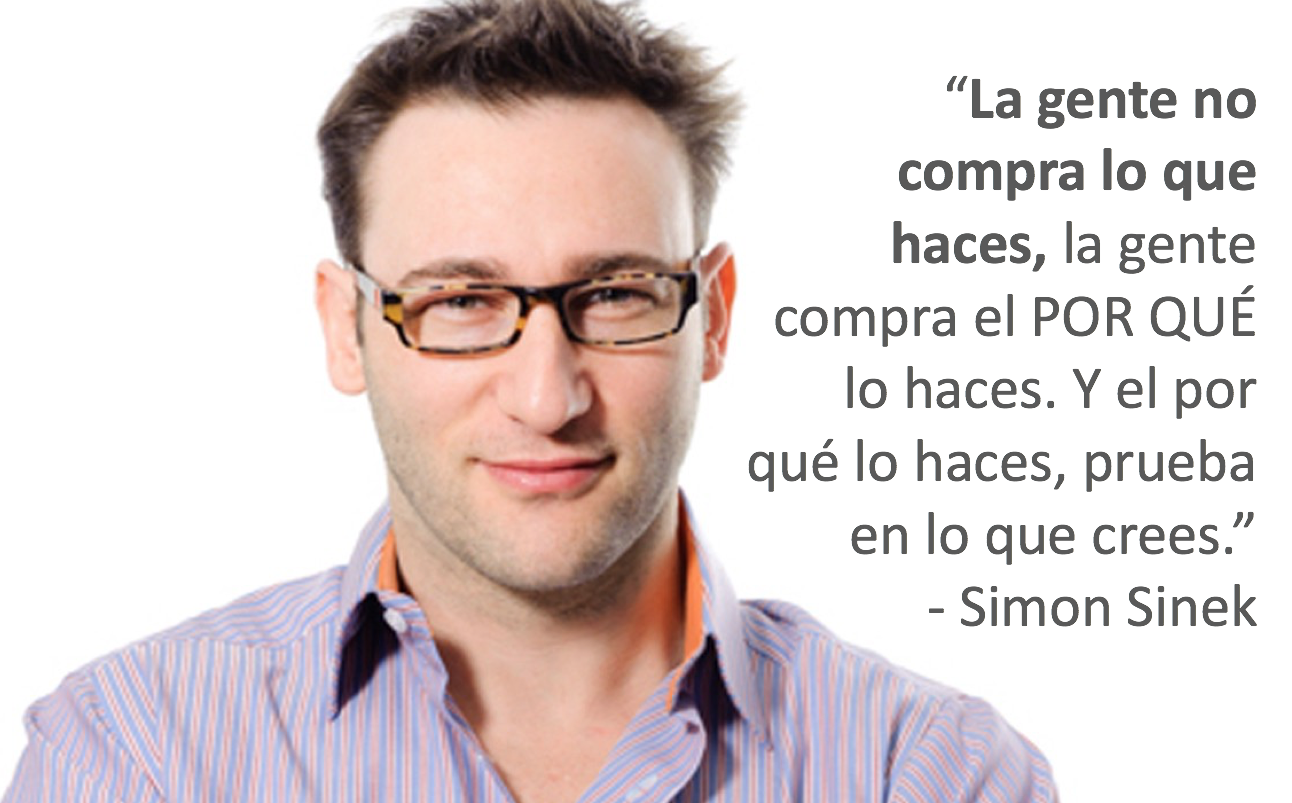 “La gente no
compra lo que
haces, la gente
compra el POR QUÉ
lo haces. Y el por
qué lo haces, prueba
en lo que crees.”
- Simon Sinek